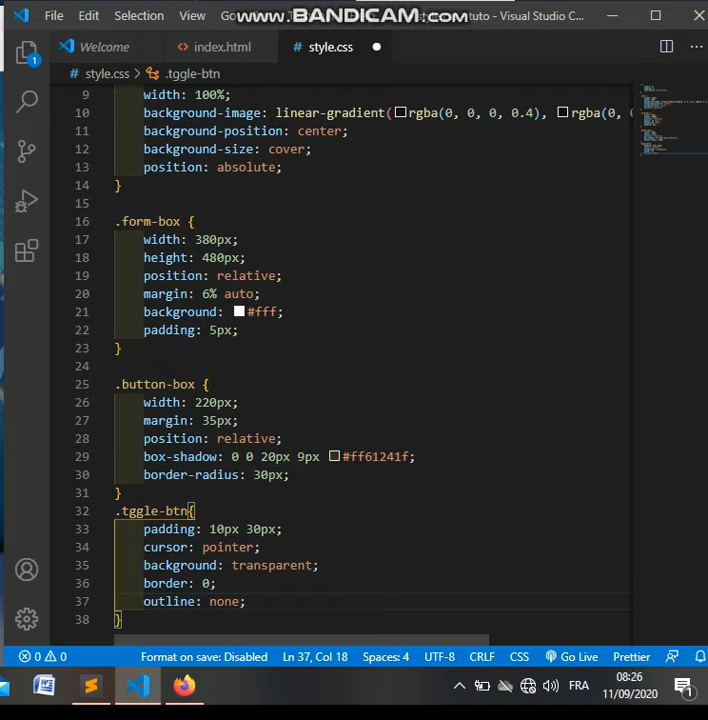 File Edit Selection View Go tuto - Visual Studio C...
www.BANDICAM.com
Welcome index.html # style.css
# style.css .tggle-btn
9 width: 100%;
10 background-image: linear-gradient(rgba(0, 0, 0, 0.4), rgba(0, 0
11 background-position: center;
12 background-size: cover;
13 position: absolute;
14 }
15
16 .form-box {
17 width: 380px;
18 height: 480px;
19 position: relative;
20 margin: 6% auto;
21 background: #fff;
22 padding: 5px;
23 }
24
25 .button-box {
26 width: 220px;
27 margin: 35px;
28 position: relative;
29 box-shadow: 0 0 20px 9px #ff61241f;
30 border-radius: 30px;
31 }
32 .tggle-btn{
33 padding: 10px 30px;
34 cursor: pointer;
35 background: transparent;
36 border: 0;
37 outline: none;
38 }
0 0 Format on save: Disabled Ln 37, Col 18 Spaces: 4 UTF-8 CRLF CSS Go Live Prettier
FRA 08:26
11/09/2020 1